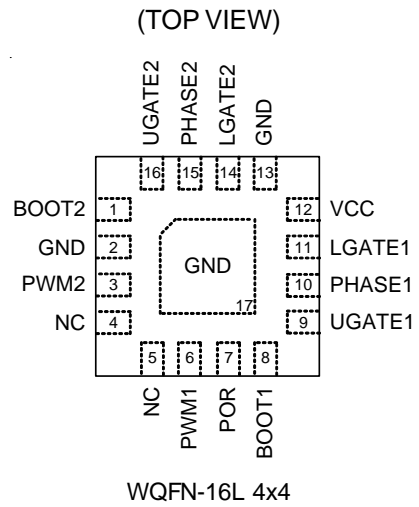 (TOP VIEW)
UGATE2
PHASE2
LGATE2
GND
16
15
14
13
BOOT2
1
12
VCC
GND
2
11
LGATE1
PWM2
3
10
PHASE1
NC
4
9
UGATE1
GND
17
5
6
7
8
NC
PWM1
POR
BOOT1
WQFN-16L 4x4